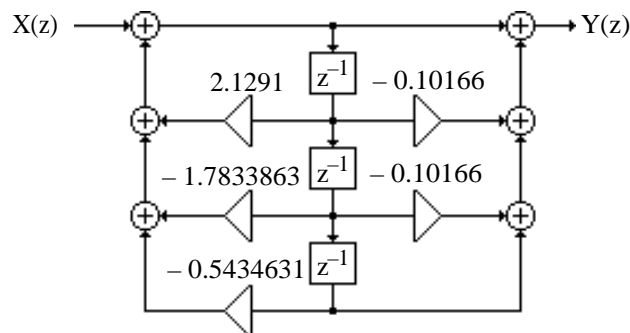 X(z)
Y(z)
z⁻¹
2.1291
– 0.10166
z⁻¹
– 1.7833863
– 0.10166
z⁻¹
– 0.5434631